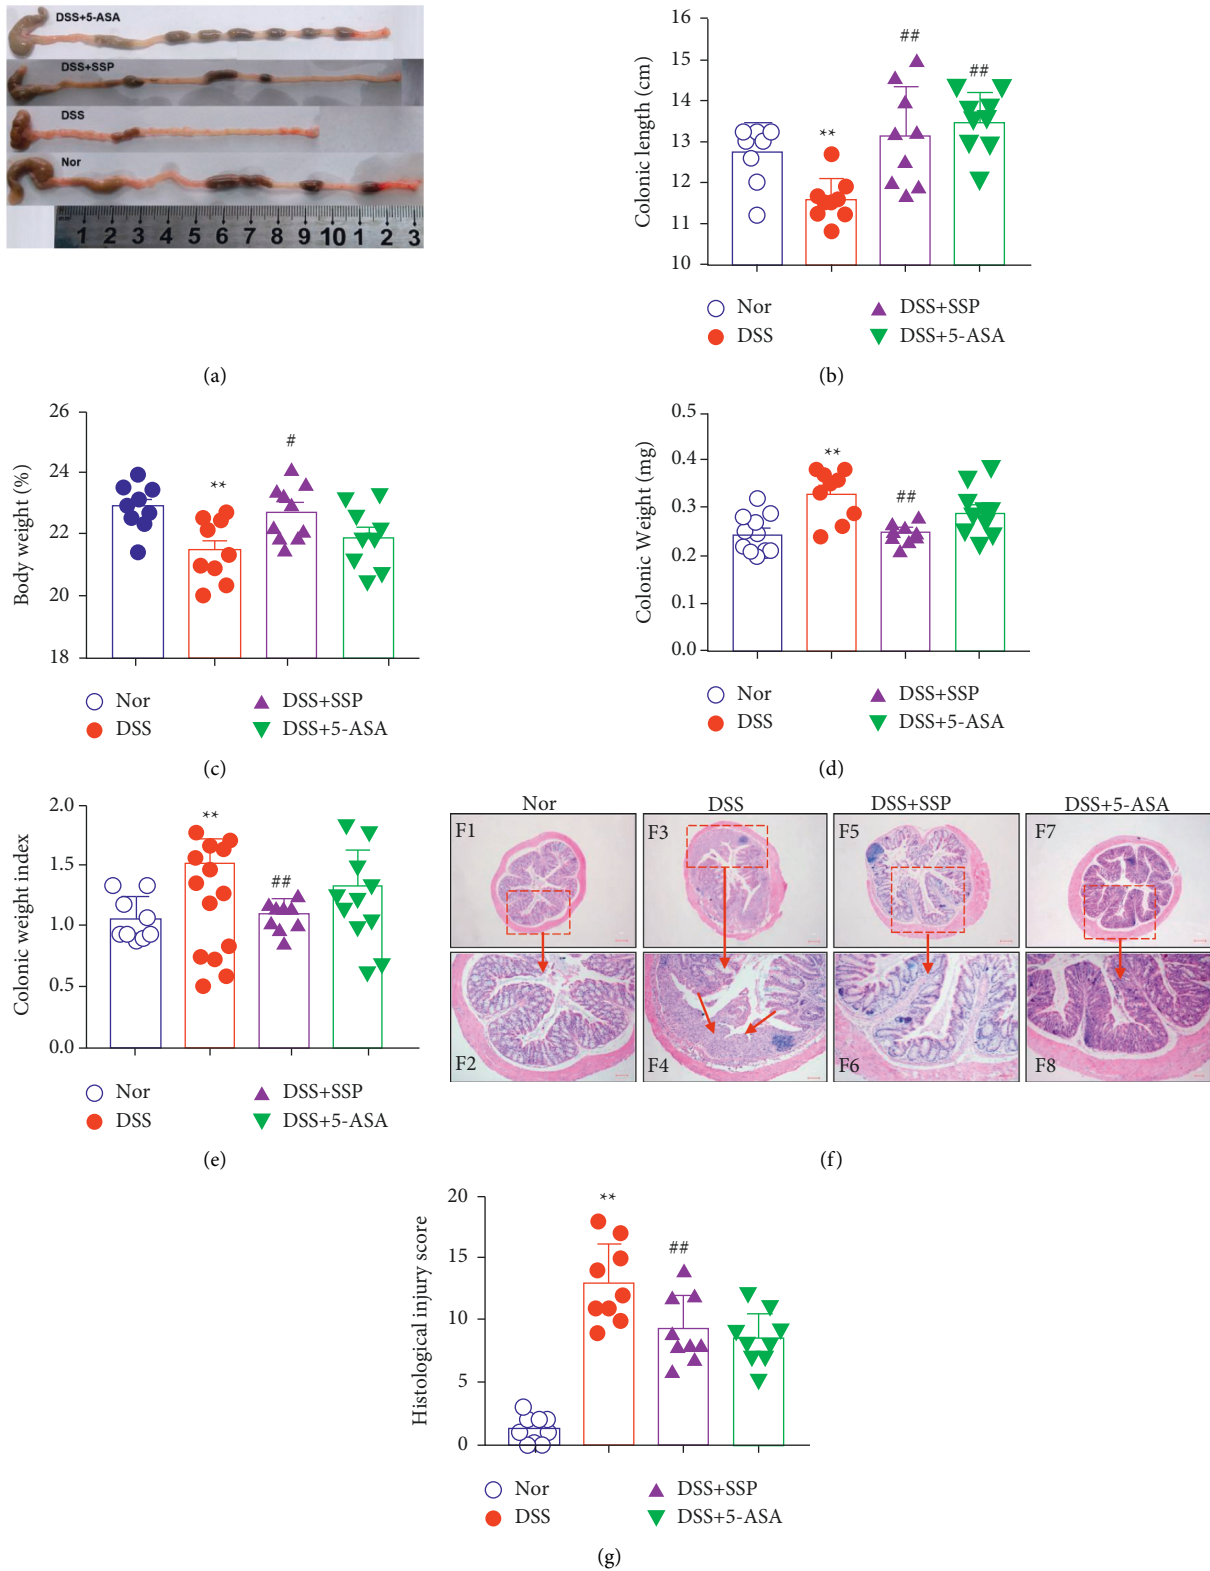 DSS+5-ASA
DSS+SSP
DSS
Nor
1 2 3 4 5 6 7 8 9 10 1 2 3
(a)
16
15
14
13
12
11
10
Colonic length (cm)
**
##
##
Nor
DSS
DSS+SSP
DSS+5-ASA
(b)
26
24
22
20
18
Body weight (%)
**
#
Nor
DSS
DSS+SSP
DSS+5-ASA
(c)
0.5
0.4
0.3
0.2
0.1
0.0
Colonic Weight (mg)
**
##
Nor
DSS
DSS+SSP
DSS+5-ASA
(d)
2.0
1.5
1.0
0.5
0.0
Colonic weight index
**
##
Nor
DSS
DSS+SSP
DSS+5-ASA
(e)
Nor
DSS
DSS+SSP
DSS+5-ASA
F1
F3
F5
F7
F2
F4
F6
F8
(f)
20
15
10
5
0
Histological injury score
**
##
Nor
DSS
DSS+SSP
DSS+5-ASA
(g)